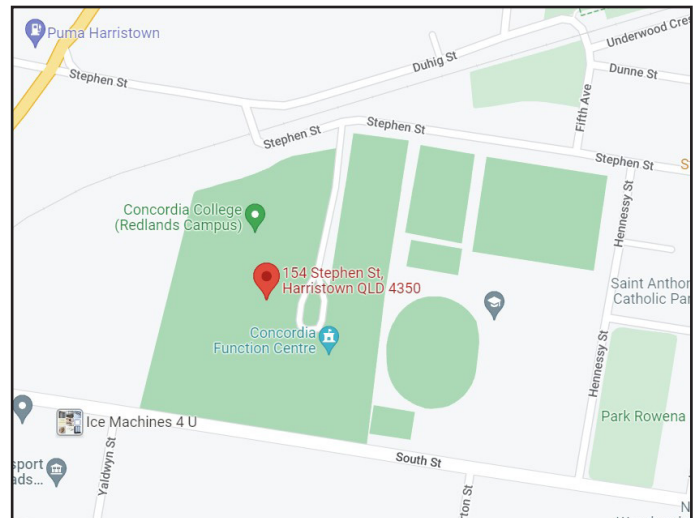 Puma Harristown
Underwood Cres
Duhig St
Stephen St
Dunne St
Fifth Ave
Stephen St
Stephen St
Stephen St
S
Hennessy St
Concordia College
(Redlands Campus)
154 Stephen St,
Harristown QLD 4350
Saint Anthon
Catholic Par
Concordia
Function Centre
Hennessy St
Ice Machines 4 U
Park Rowena
Yaldwyn St
South St
sport
ads...
ton St
N